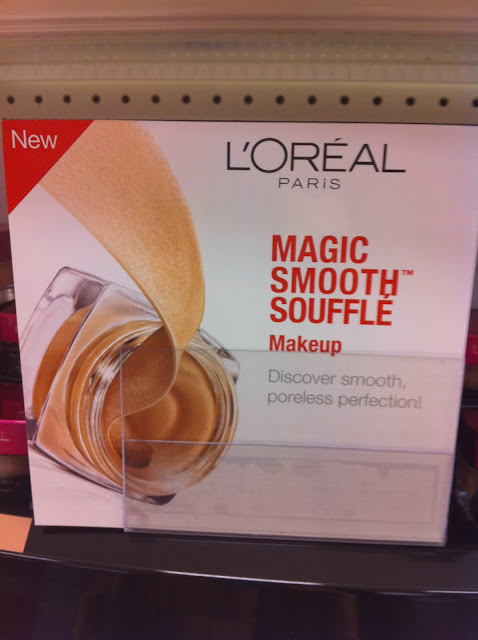 New
L'ORÉAL
PARiS
MAGIC
SMOOTH™
SOUFFLÉ
Makeup
Discover smooth,
poreless perfection!